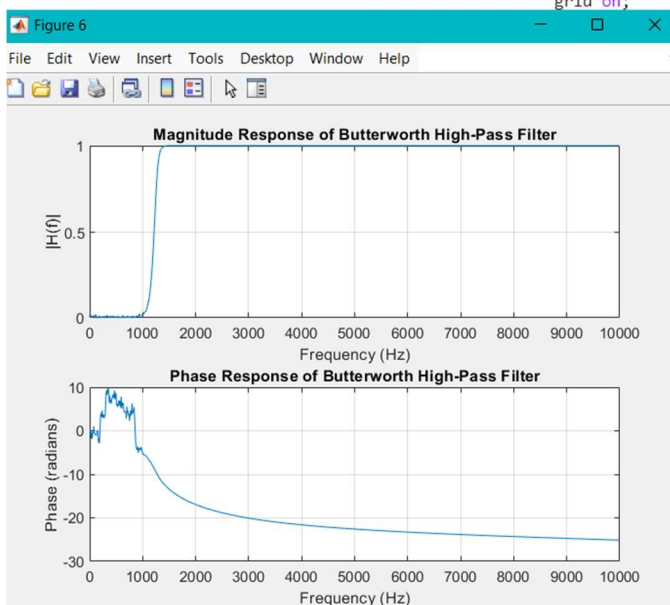 grid on;
Figure 6
File Edit View Insert Tools Desktop Window Help
Magnitude Response of Butterworth High-Pass Filter
1
0.5
0
|H(f)|
0 1000 2000 3000 4000 5000 6000 7000 8000 9000 10000
Frequency (Hz)
Phase Response of Butterworth High-Pass Filter
10
0
-10
-20
-30
Phase (radians)
0 1000 2000 3000 4000 5000 6000 7000 8000 9000 10000
Frequency (Hz)